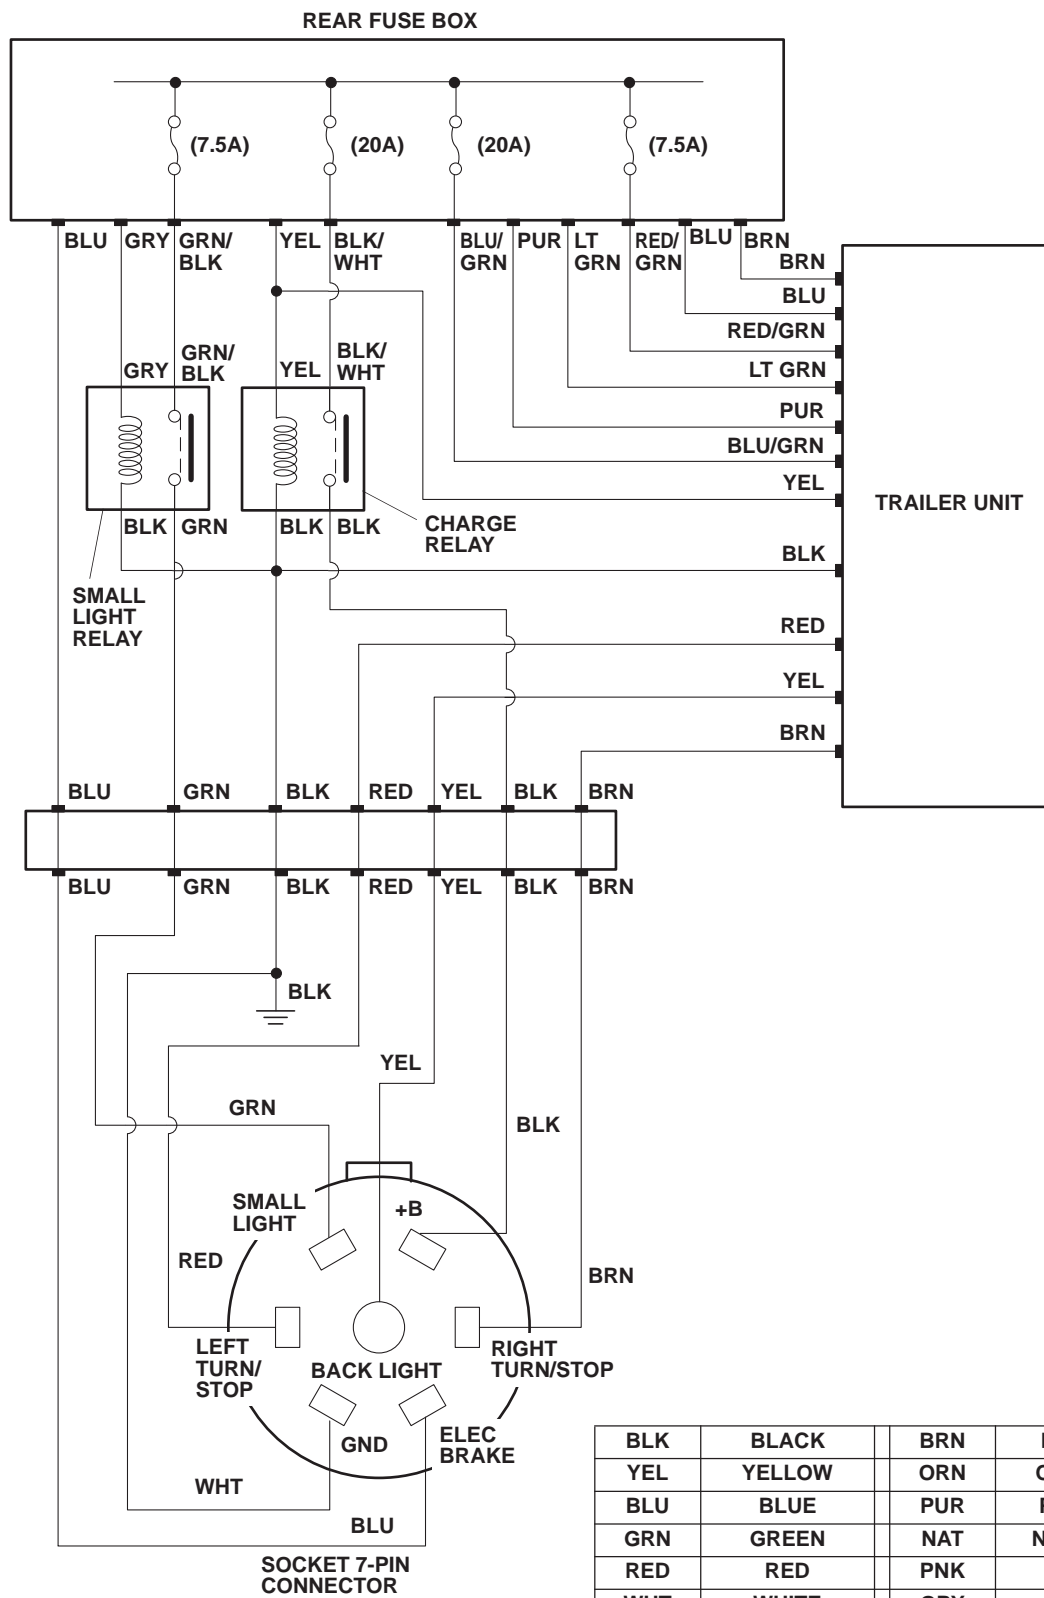 REAR FUSE BOX
(7.5A) (20A) (20A) (7.5A)
BLU GRY GRN/ YEL BLK/ BLU/ PUR LT RED/ BLU BRN
BLK WHT GRN GRN GRN
BRN
BLU
RED/GRN
GRN/ BLK/
GRY BLK YEL WHT
LT GRN
PUR
BLU/GRN
YEL
TRAILER UNIT
BLK GRN BLK BLK
CHARGE
RELAY
BLK
SMALL
LIGHT
RELAY
RED
YEL
BRN
BLU GRN BLK RED YEL BLK BRN
BLU GRN BLK RED YEL BLK BRN
BLK
YEL
GRN
BLK
SMALL
LIGHT
+B
RED
BRN
LEFT
TURN/
STOP
BACK LIGHT
RIGHT
TURN/STOP
GND
ELEC
BRAKE
WHT
BLU
SOCKET 7-PIN
CONNECTOR
BLK BLACK BRN
YEL YELLOW ORN
BLU BLUE PUR
GRN GREEN NAT
RED RED PNK
WHT WHITE GRY